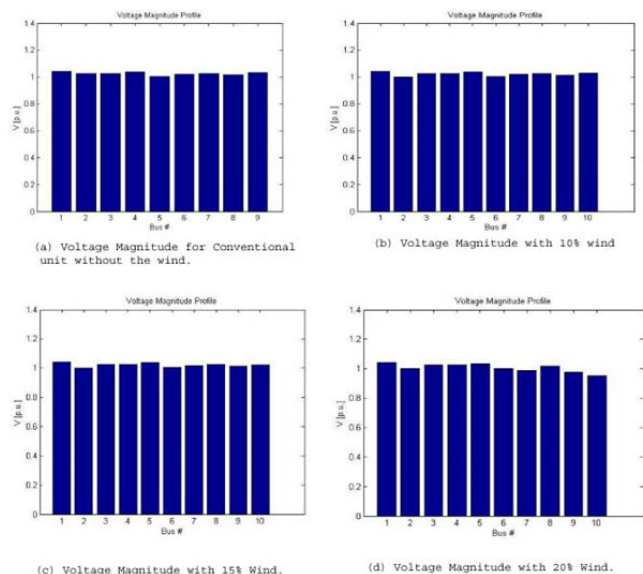 Voltage Magnitude Profile
1.4
1.2
1
0.8
0.6
0.4
0.2
0
V [p.u.]
1 2 3 4 5 6 7 8 9
Bus #
(a) Voltage Magnitude for Conventional
unit without the wind.
Voltage Magnitude Profile
1.4
1.2
1
0.8
0.6
0.4
0.2
0
V [p.u.]
1 2 3 4 5 6 7 8 9 10
Bus #
(b) Voltage Magnitude with 10% wind
Voltage Magnitude Profile
1.4
1.2
1
0.8
0.6
0.4
0.2
0
V [p.u.]
1 2 3 4 5 6 7 8 9 10
Bus #
(c) Voltage Magnitude with 15% Wind.
Voltage Magnitude Profile
1.4
1.2
1
0.8
0.6
0.4
0.2
0
V [p.u.]
1 2 3 4 5 6 7 8 9 10
Bus #
(d) Voltage Magnitude with 20% Wind.